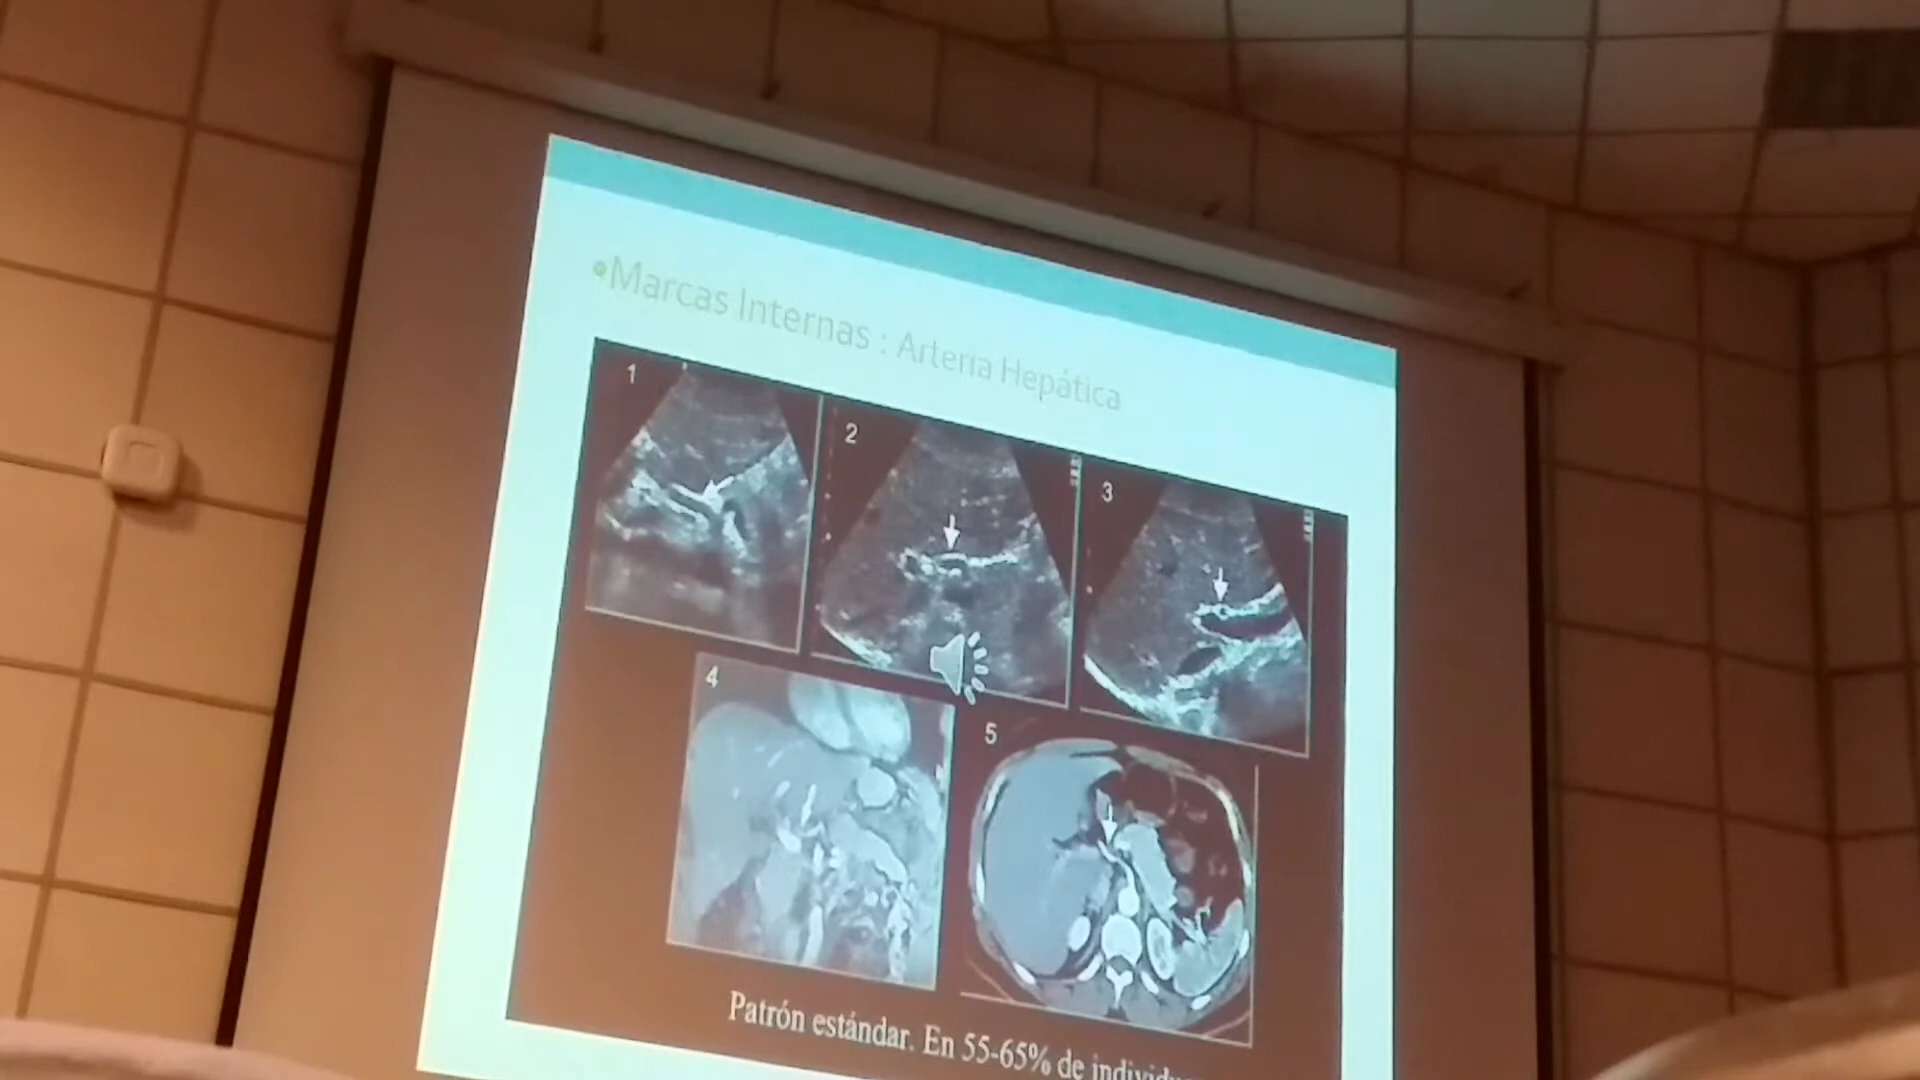 •Marcas Internas : Arteria Hepática
1
2
3
4
5
Patrón estándar. En 55-65% de